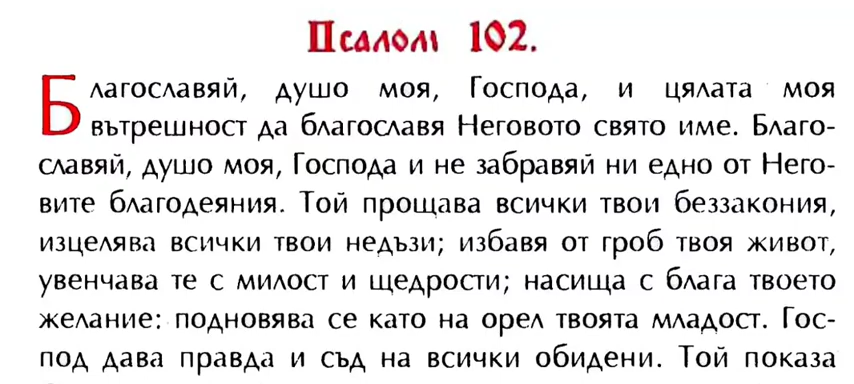 Псалом 102.
Благославяй, душо моя, Господа, и цялата моя
вътрешност да благославя Неговото свято име. Благо-
славяй, душо моя, Господа и не забравяй ни едно от Него-
вите благодеяния. Той прощава всички твои беззакония,
изцелява всички твои недъзи; избавя от гроб твоя живот,
увенчава те с милост и щедрости; насища с блага твоето
желание: подновява се като на орел твоята младост. Гос-
под дава правда и съд на всички обидени. Той показа